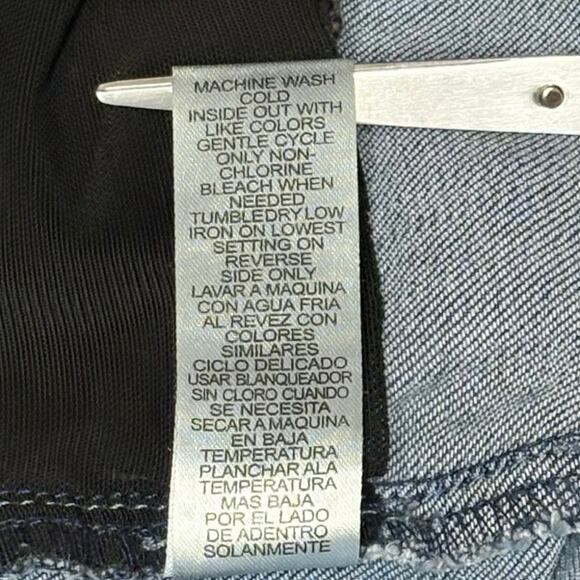 MACHINE WASH
COLD
INSIDE OUT WITH
LIKE COLORS
GENTLE CYCLE
ONLY NON-
CHLORINE
BLEACH WHEN
NEEDED
TUMBLE DRY LOW
IRON ON LOWEST
SETTING ON
REVERSE
SIDE ONLY
LAVAR A MAQUINA
CON AGUA FRIA
AL REVEZ CON
COLORES
SIMILARES
CICLO DELICADO
USAR BLANQUEADOR
SIN CLORO CUANDO
SE NECESITA
SECAR A MAQUINA
EN BAJA
TEMPERATURA
PLANCHAR ALA
TEMPERATURA
MAS BAJA
POR EL LADO
DE ADENTRO
SOLANMENTE